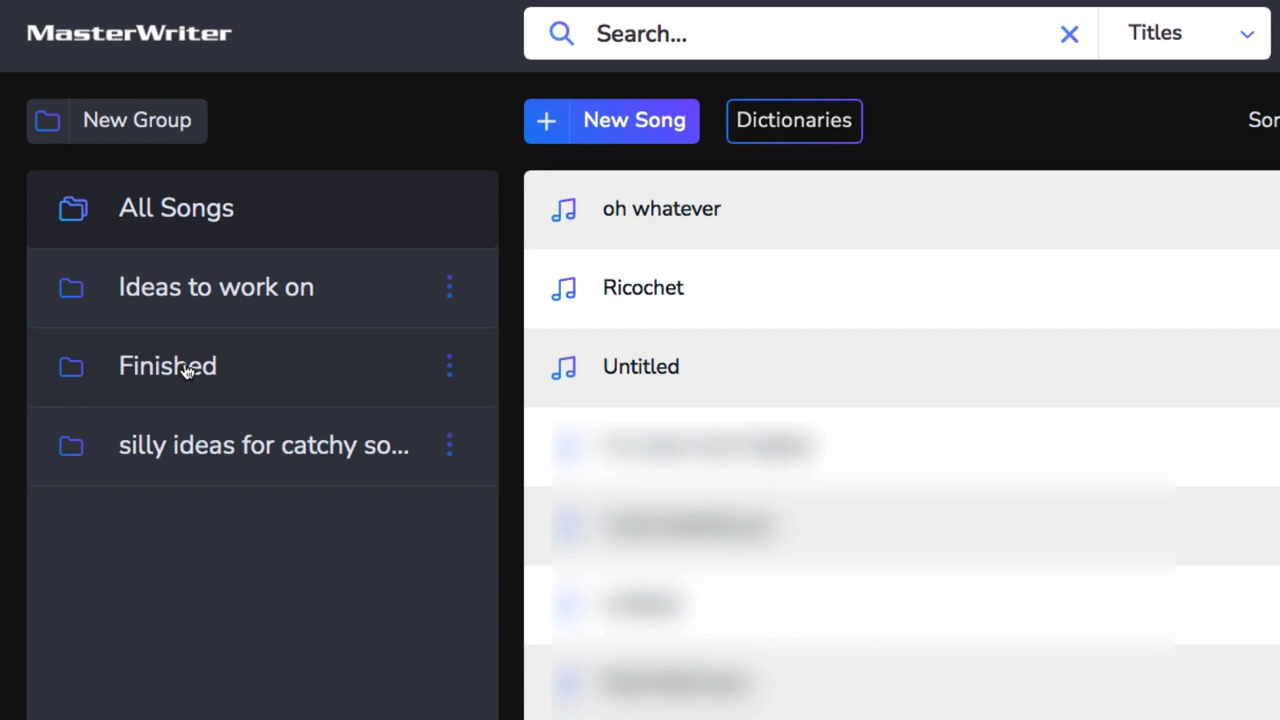 MasterWriter
Search...
Titles
New Group
New Song
Dictionaries
All Songs
Ideas to work on
Finished
silly ideas for catchy so...
oh whatever
Ricochet
Untitled